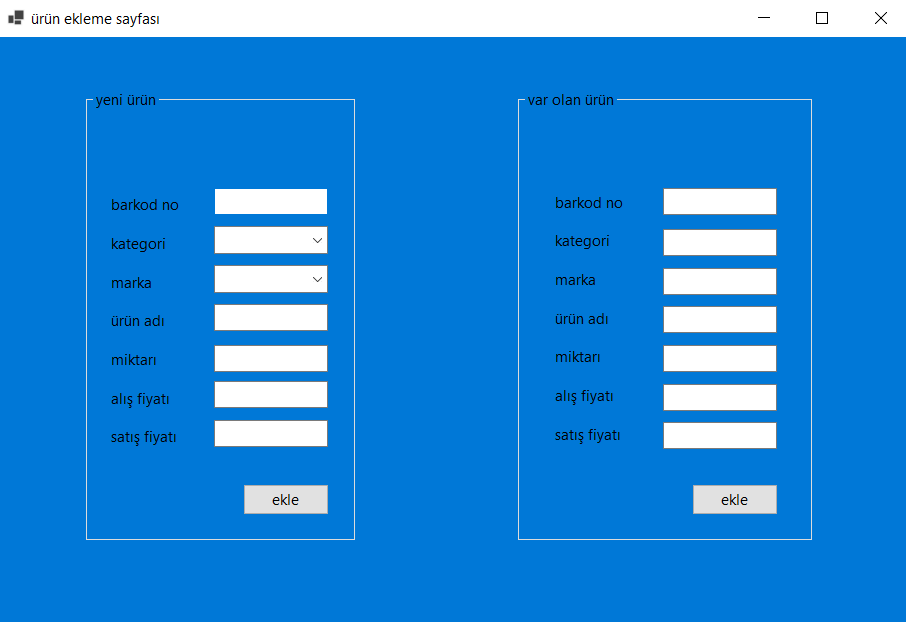 ürün ekleme sayfası
yeni ürün
barkod no
kategori
marka
ürün adı
miktarı
alış fiyatı
satış fiyatı
ekle
var olan ürün
barkod no
kategori
marka
ürün adı
miktarı
alış fiyatı
satış fiyatı
ekle